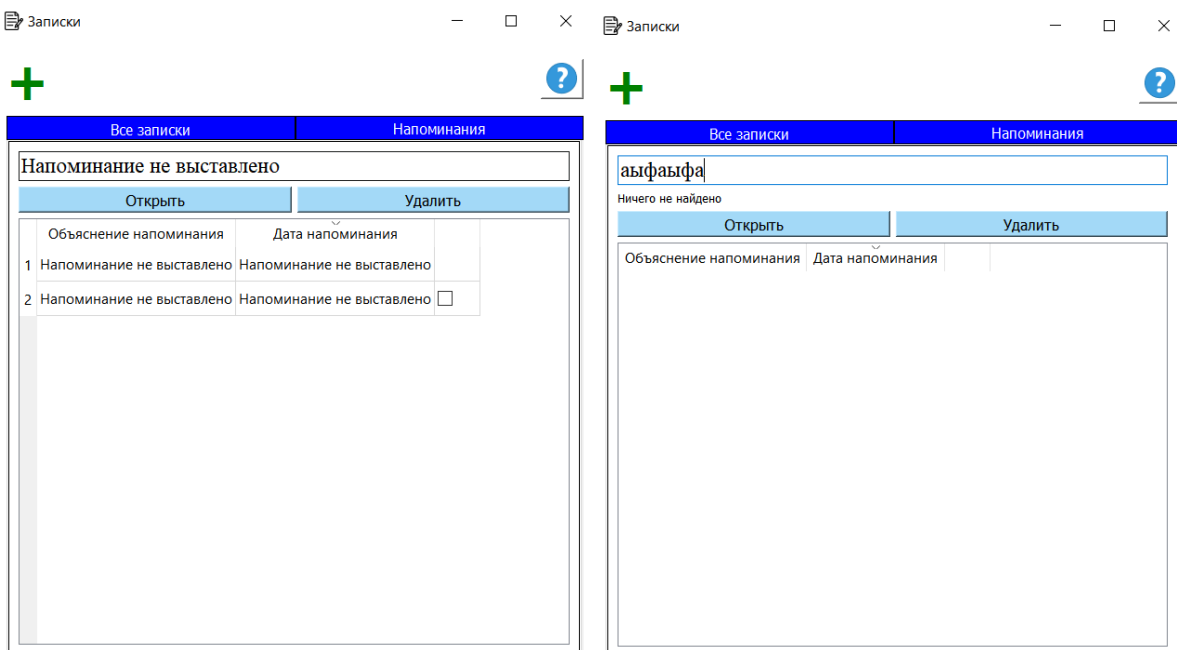 Записки
?
Все записки Напоминания
Напоминание не выставлено
Открыть Удалить
Объяснение напоминания Дата напоминания
1 Напоминание не выставлено Напоминание не выставлено
2 Напоминание не выставлено Напоминание не выставлено
Записки
?
Все записки Напоминания
аыфаыфа
Ничего не найдено
Открыть Удалить
Объяснение напоминания Дата напоминания